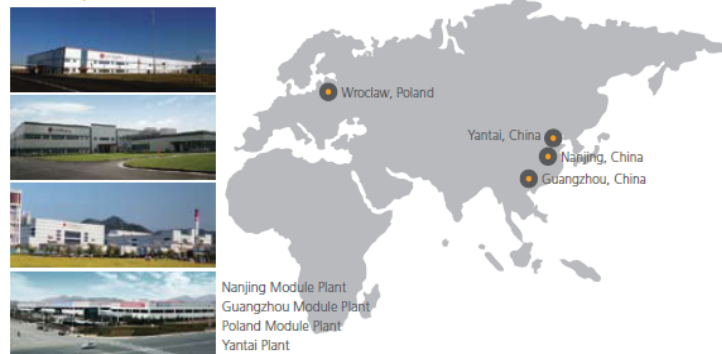 Wroclaw, Poland
Yantai, China
Nanjing, China
Guangzhou, China
Nanjing Module Plant
Guangzhou Module Plant
Poland Module Plant
Yantai Plant